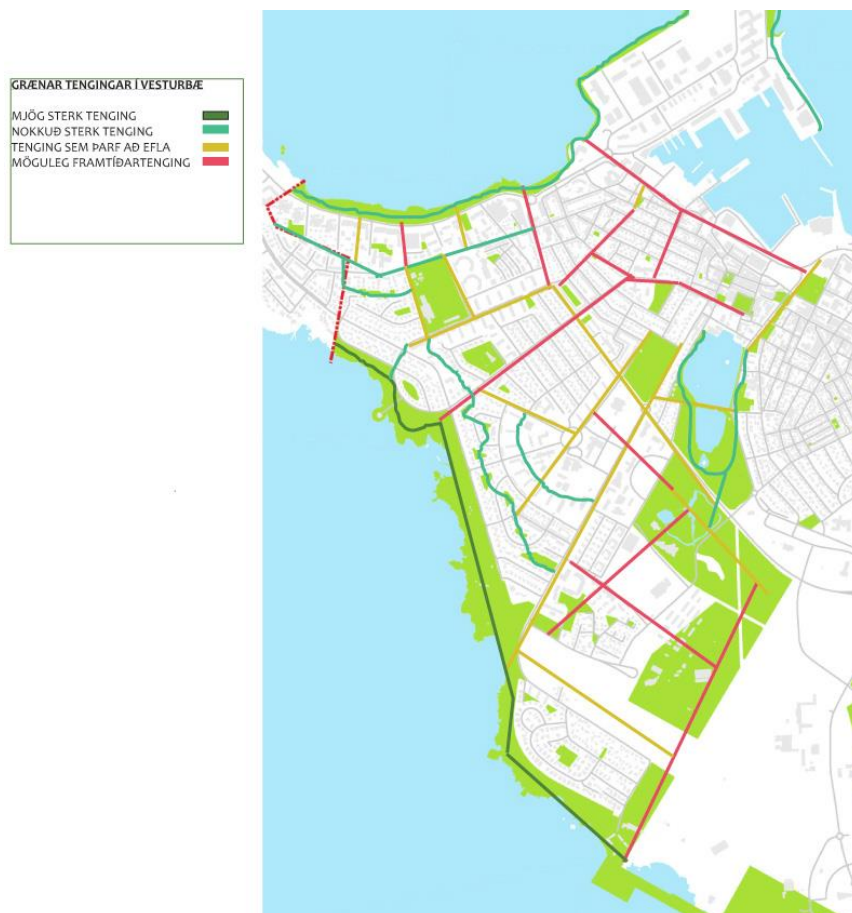 GRÆNAR TENGINGAR Í VESTURBÆ
MJÖG STERK TENGING
NOKKUÐ STERK TENGING
TENGING SEM ÞARF AÐ EFLA
MÖGULEG FRAMTÍÐARTENGING